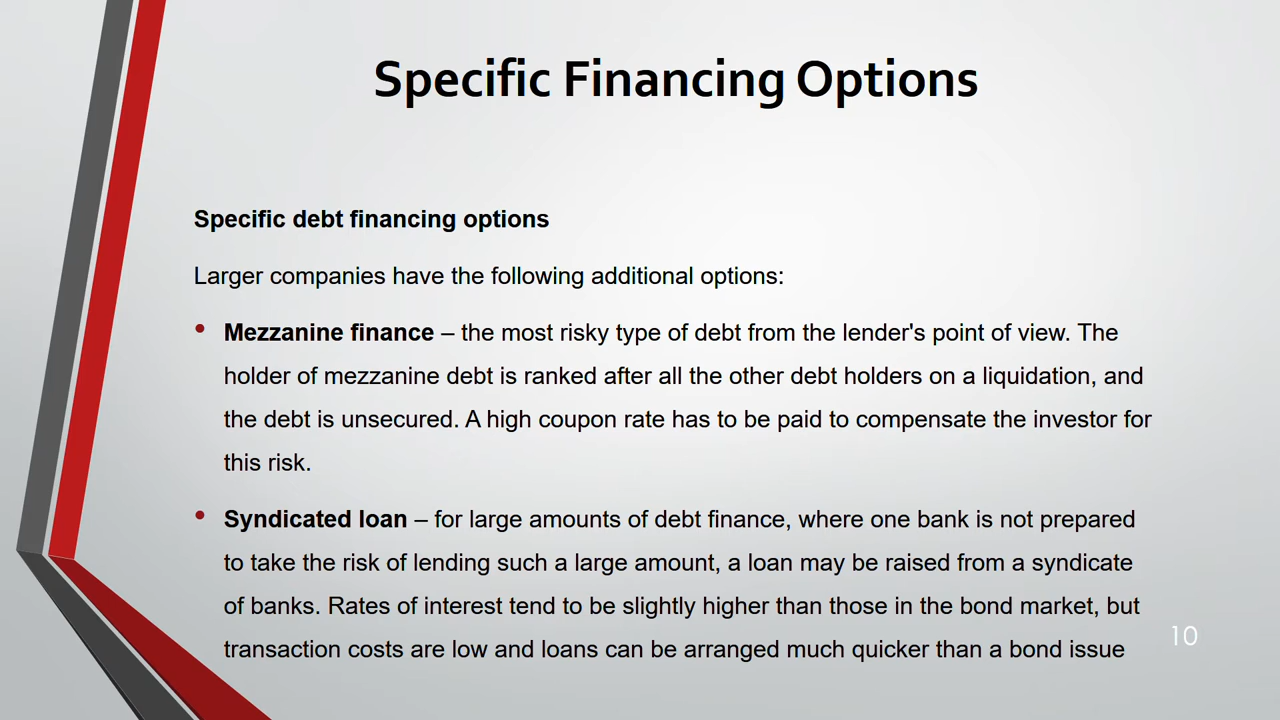 Specific Financing Options
Specific debt financing options
Larger companies have the following additional options:
• Mezzanine finance – the most risky type of debt from the lender's point of view. The
holder of mezzanine debt is ranked after all the other debt holders on a liquidation, and
the debt is unsecured. A high coupon rate has to be paid to compensate the investor for
this risk.
• Syndicated loan – for large amounts of debt finance, where one bank is not prepared
to take the risk of lending such a large amount, a loan may be raised from a syndicate
of banks. Rates of interest tend to be slightly higher than those in the bond market, but
transaction costs are low and loans can be arranged much quicker than a bond issue
10